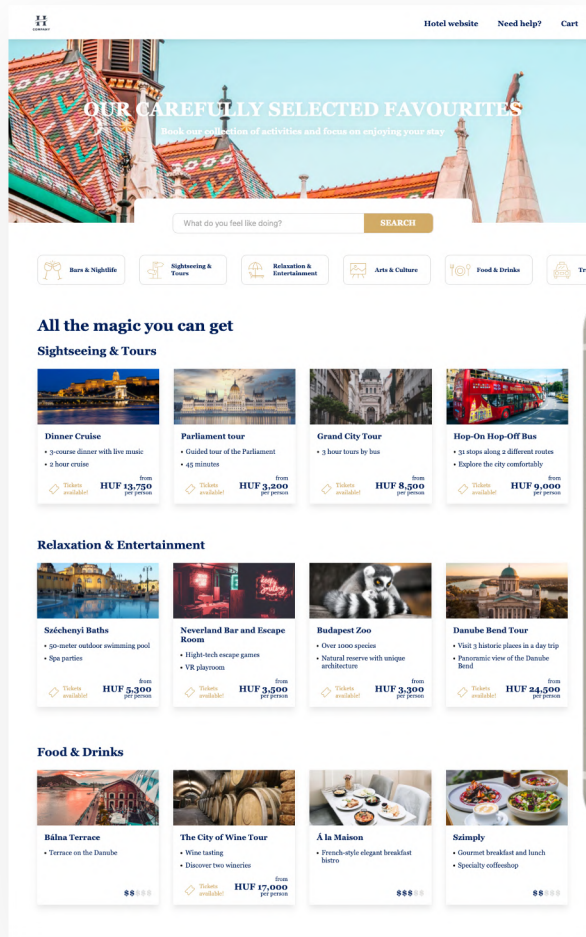 H
COMPANY
Hotel website Need help? Cart
OUR CAREFULLY SELECTED FAVOURITES
Book our collection of activities and focus on enjoying your stay
What do you feel like doing? SEARCH
Bars & Nightlife
Sightseeing &
Tours
Relaxation &
Entertainment
Arts & Culture
Food & Drinks
All the magic you can get
Sightseeing & Tours
Dinner Cruise
• 3-course dinner with live music
• 2 hour cruise
Tickets
available!
from
HUF 13,750
per person
Parliament tour
• Guided tour of the Parliament
• 45 minutes
Tickets
available!
from
HUF 3,200
per person
Grand City Tour
• 3 hour tours by bus
Tickets
available!
from
HUF 8,500
per person
Hop-On Hop-Off Bus
• 31 stops along 2 different routes
• Explore the city comfortably
Tickets
available!
from
HUF 9,000
per person
Relaxation & Entertainment
Széchenyi Baths
• 50-meter outdoor swimming pool
• Spa parties
Tickets
available!
from
HUF 5,300
per person
Neverland Bar and Escape
Room
• Hight-tech escape games
• VR playroom
Tickets
available!
from
HUF 3,500
per person
Budapest Zoo
• Over 1000 species
• Natural reserve with unique
architecture
Tickets
available!
from
HUF 3,300
per person
Danube Bend Tour
• Visit 3 historic places in a day trip
• Panoramic view of the Danube
Bend
Tickets
available!
from
HUF 24,500
per person
Food & Drinks
Bálna Terrace
• Terrace on the Danube
$$$$$
The City of Wine Tour
• Wine tasting
• Discover two wineries
Tickets
available!
from
HUF 17,000
per person
Á la Maison
• French-style elegant breakfast
bistro
$$$$$
Szimply
• Gourmet breakfast and lunch
• Specialty coffeeshop
$$$$$